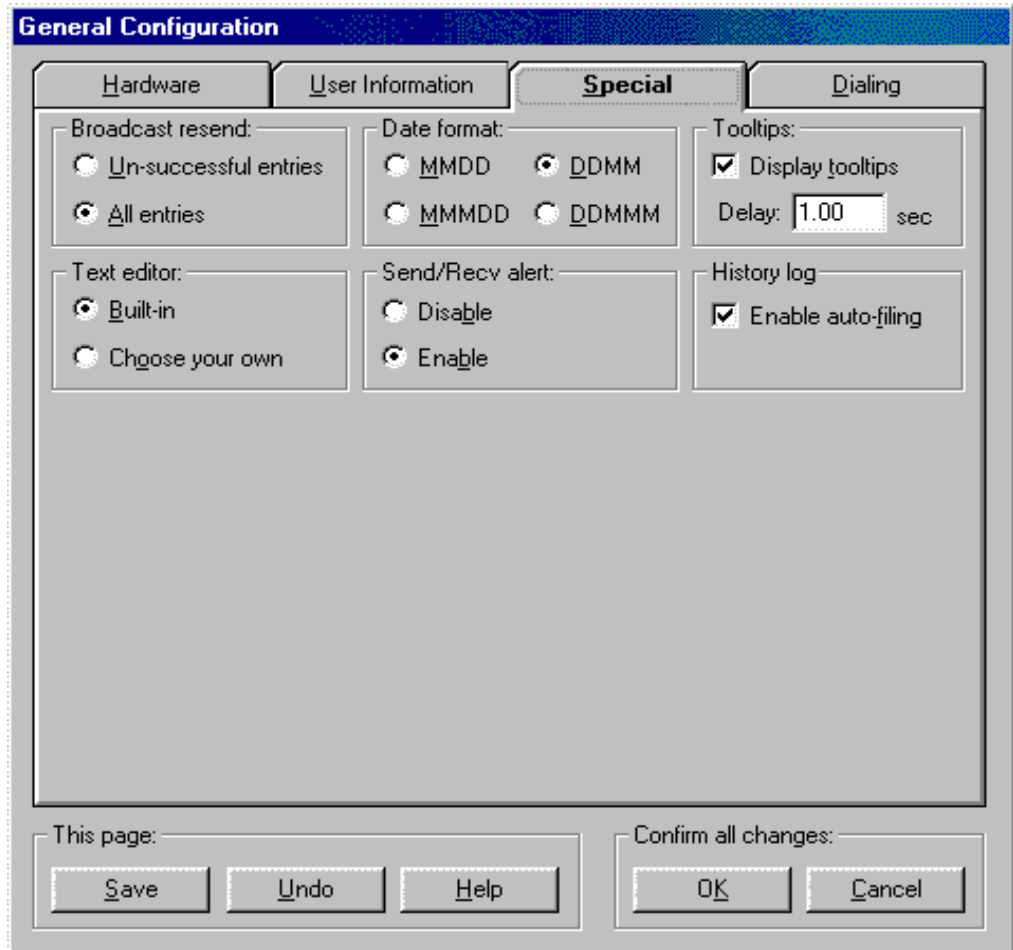 General Configuration
Hardware
User Information
Special
Dialing
Broadcast resend:
Un-successful entries
All entries
Date format:
MMDD
DDMM
MMMDD
DDMMM
Tooltips:
Display tooltips
Delay: 1.00 sec
Text editor:
Built-in
Choose your own
Send/Recv alert:
Disable
Enable
History log
Enable auto-filing
This page:
Save
Undo
Help
Confirm all changes:
OK
Cancel